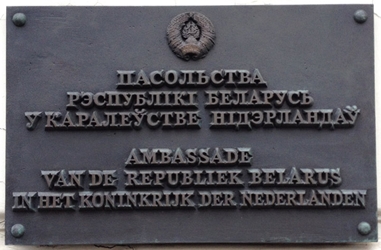 ПАСОЛЬСТВА
РЭСПУБЛІКІ БЕЛАРУСЬ
У КАРАЛЕЎСТВЕ НІДЭРЛАНДАЎ
AMBASSADE
VAN DE REPUBLIEK BELARUS
IN HET KONINKRIJK DER NEDERLANDEN